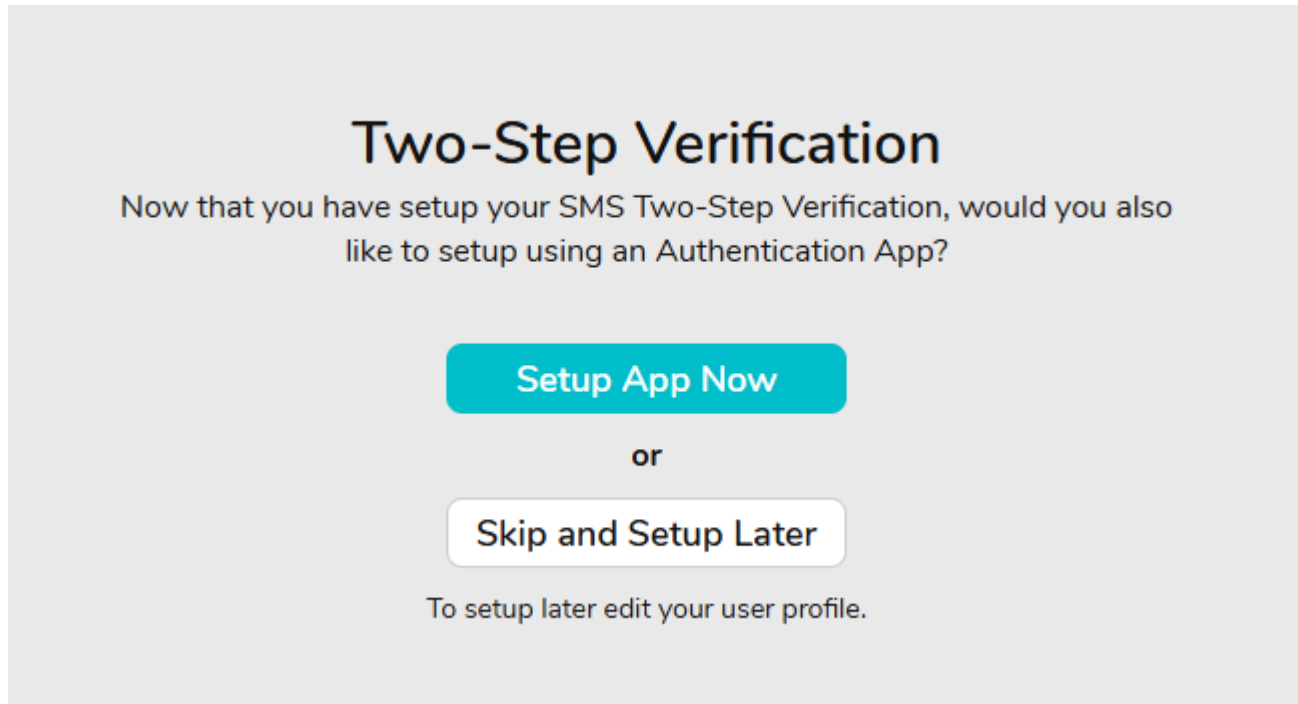 Two-Step Verification
Now that you have setup your SMS Two-Step Verification, would you also
like to setup using an Authentication App?
Setup App Now
or
Skip and Setup Later
To setup later edit your user profile.